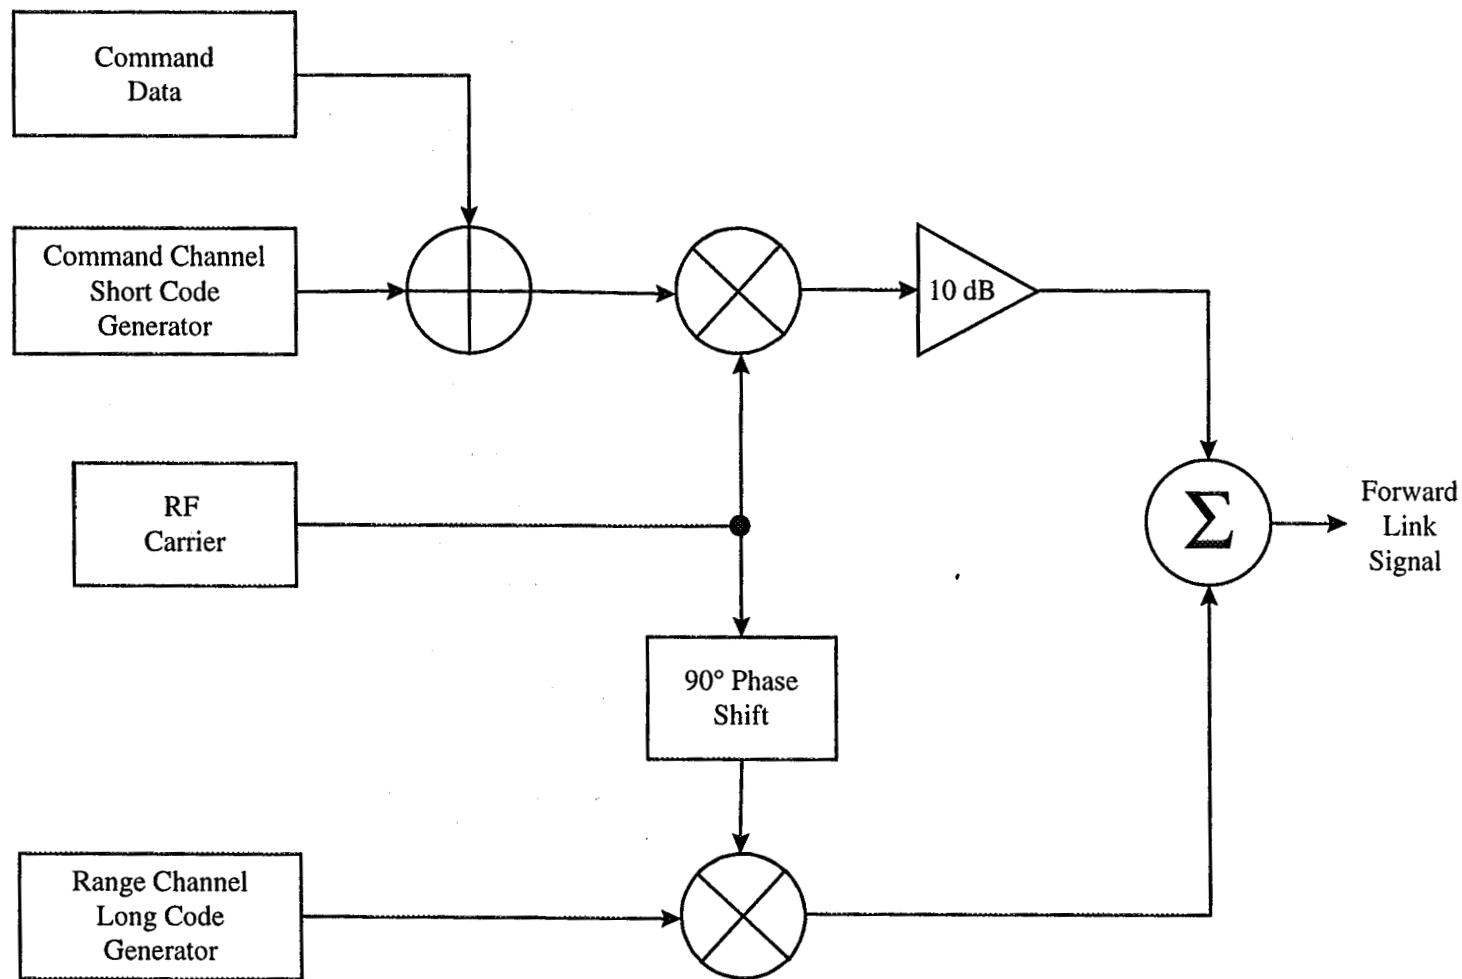 Command
Data
Command Channel
Short Code
Generator
10 dB
RF
Carrier
Σ
Forward
Link
Signal
90° Phase
Shift
Range Channel
Long Code
Generator